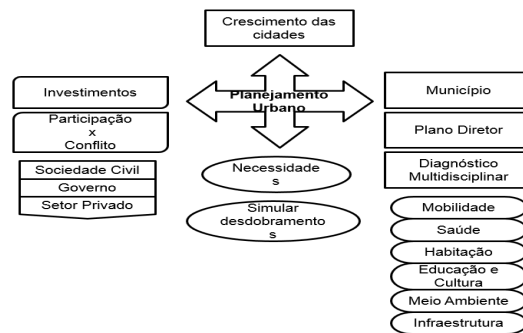 Crescimento das
cidades
Planejamento
Urbano
Investimentos
Participação
x
Conflito
Sociedade Civil
Governo
Setor Privado
Necessidade
s
Simular
desdobramento
s
Município
Plano Diretor
Diagnóstico
Multidisciplinar
Mobilidade
Saúde
Habitação
Educação e
Cultura
Meio Ambiente
Infraestrutura